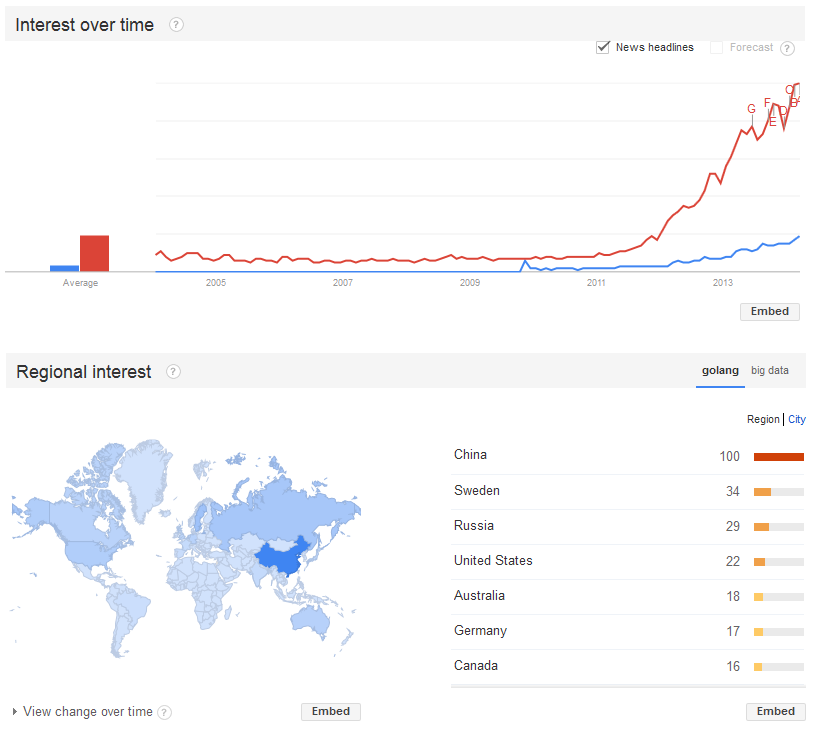 Interest over time ?
News headlines Forecast ?
G F E D C B A
Average 2005 2007 2009 2011 2013
Embed
Regional interest ?
golang big data
Region City
China 100
Sweden 34
Russia 29
United States 22
Australia 18
Germany 17
Canada 16
View change over time ?
Embed
Embed